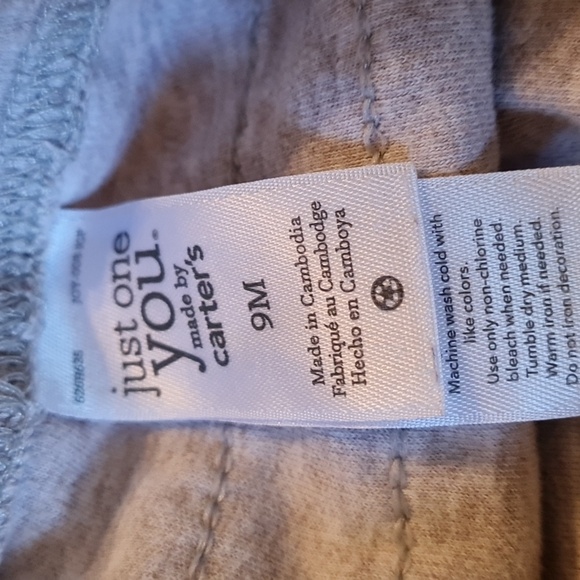 just one
you.
made by
carter's
9M
Made in Cambodia
Fabriqué au Cambodge
Hecho en Camboya
Machine wash cold with
like colors.
Use only non-chlorine
bleach when needed.
Tumble dry medium.
Warm iron if needed.
Do not iron decoration.